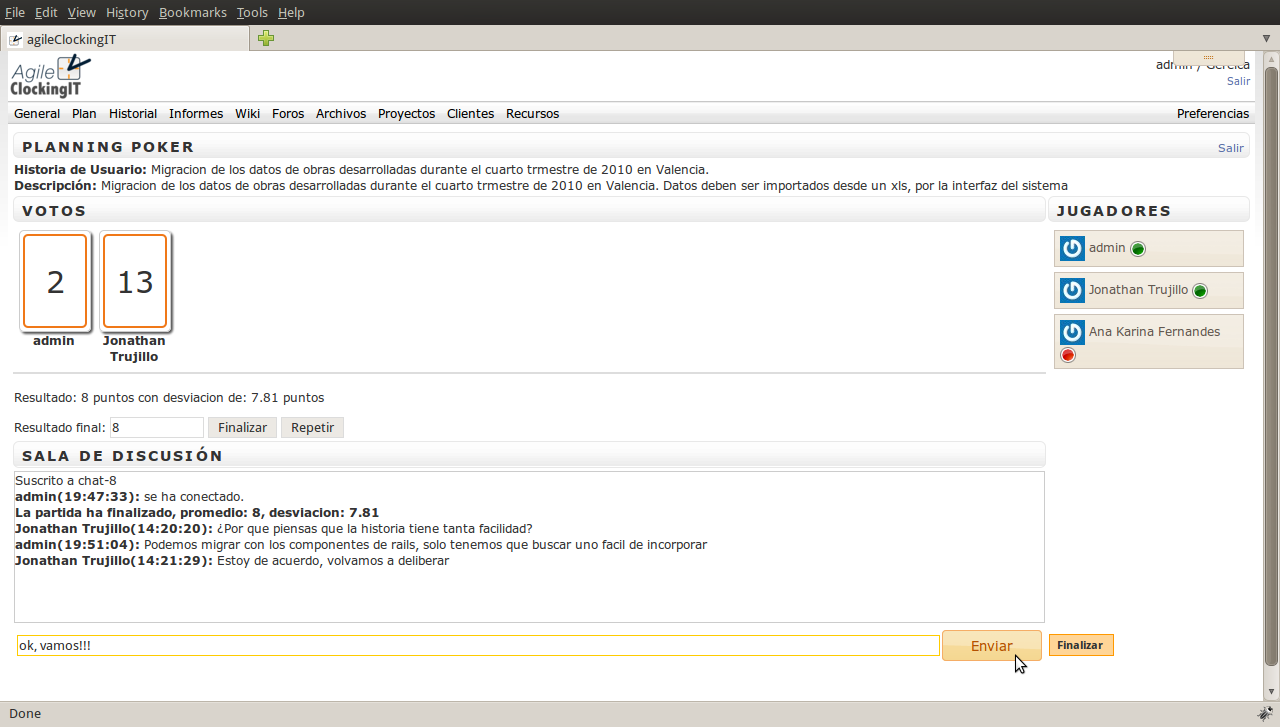 File Edit View History Bookmarks Tools Help
agileClockingIT
Agile
ClockingIT
admin / Gereica
Salir
General Plan Historial Informes Wiki Foros Archivos Proyectos Clientes Recursos Preferencias
PLANNING POKER Salir
Historia de Usuario: Migracion de los datos de obras desarrolladas durante el cuarto trmestre de 2010 en Valencia.
Descripción: Migracion de los datos de obras desarrolladas durante el cuarto trmestre de 2010 en Valencia. Datos deben ser importados desde un xls, por la interfaz del sistema
VOTOS
2 13
admin Jonathan
Trujillo
JUGADORES
admin
Jonathan Trujillo
Ana Karina Fernandes
Resultado: 8 puntos con desviacion de: 7.81 puntos
Resultado final: 8 Finalizar Repetir
SALA DE DISCUSIÓN
Suscrito a chat-8
admin(19:47:33): se ha conectado.
La partida ha finalizado, promedio: 8, desviacion: 7.81
Jonathan Trujillo(14:20:20): ¿Por que piensas que la historia tiene tanta facilidad?
admin(19:51:04): Podemos migrar con los componentes de rails, solo tenemos que buscar uno facil de incorporar
Jonathan Trujillo(14:21:29): Estoy de acuerdo, volvamos a deliberar
ok, vamos!!! Enviar Finalizar
Done